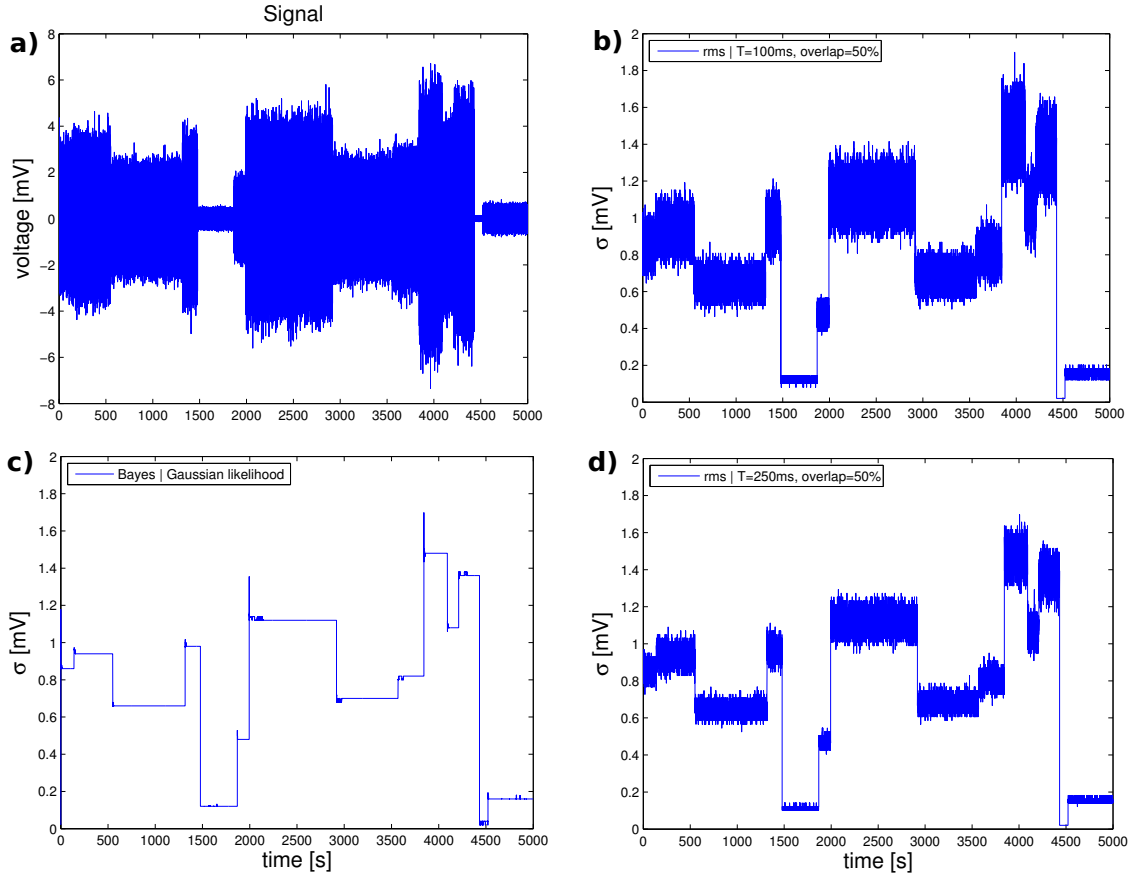 Signal
a)
8
6
4
2
0
−2
−4
−6
−8
voltage [mV]
0 500 1000 1500 2000 2500 3000 3500 4000 4500 5000
b)
rms | T=100ms, overlap=50%
2
1.8
1.6
1.4
1.2
1
0.8
0.6
0.4
0.2
0
σ [mV]
0 500 1000 1500 2000 2500 3000 3500 4000 4500 5000
c)
Bayes | Gaussian likelihood
2
1.8
1.6
1.4
1.2
1
0.8
0.6
0.4
0.2
0
σ [mV]
0 500 1000 1500 2000 2500 3000 3500 4000 4500 5000
time [s]
d)
rms | T=250ms, overlap=50%
2
1.8
1.6
1.4
1.2
1
0.8
0.6
0.4
0.2
0
σ [mV]
0 500 1000 1500 2000 2500 3000 3500 4000 4500 5000
time [s]